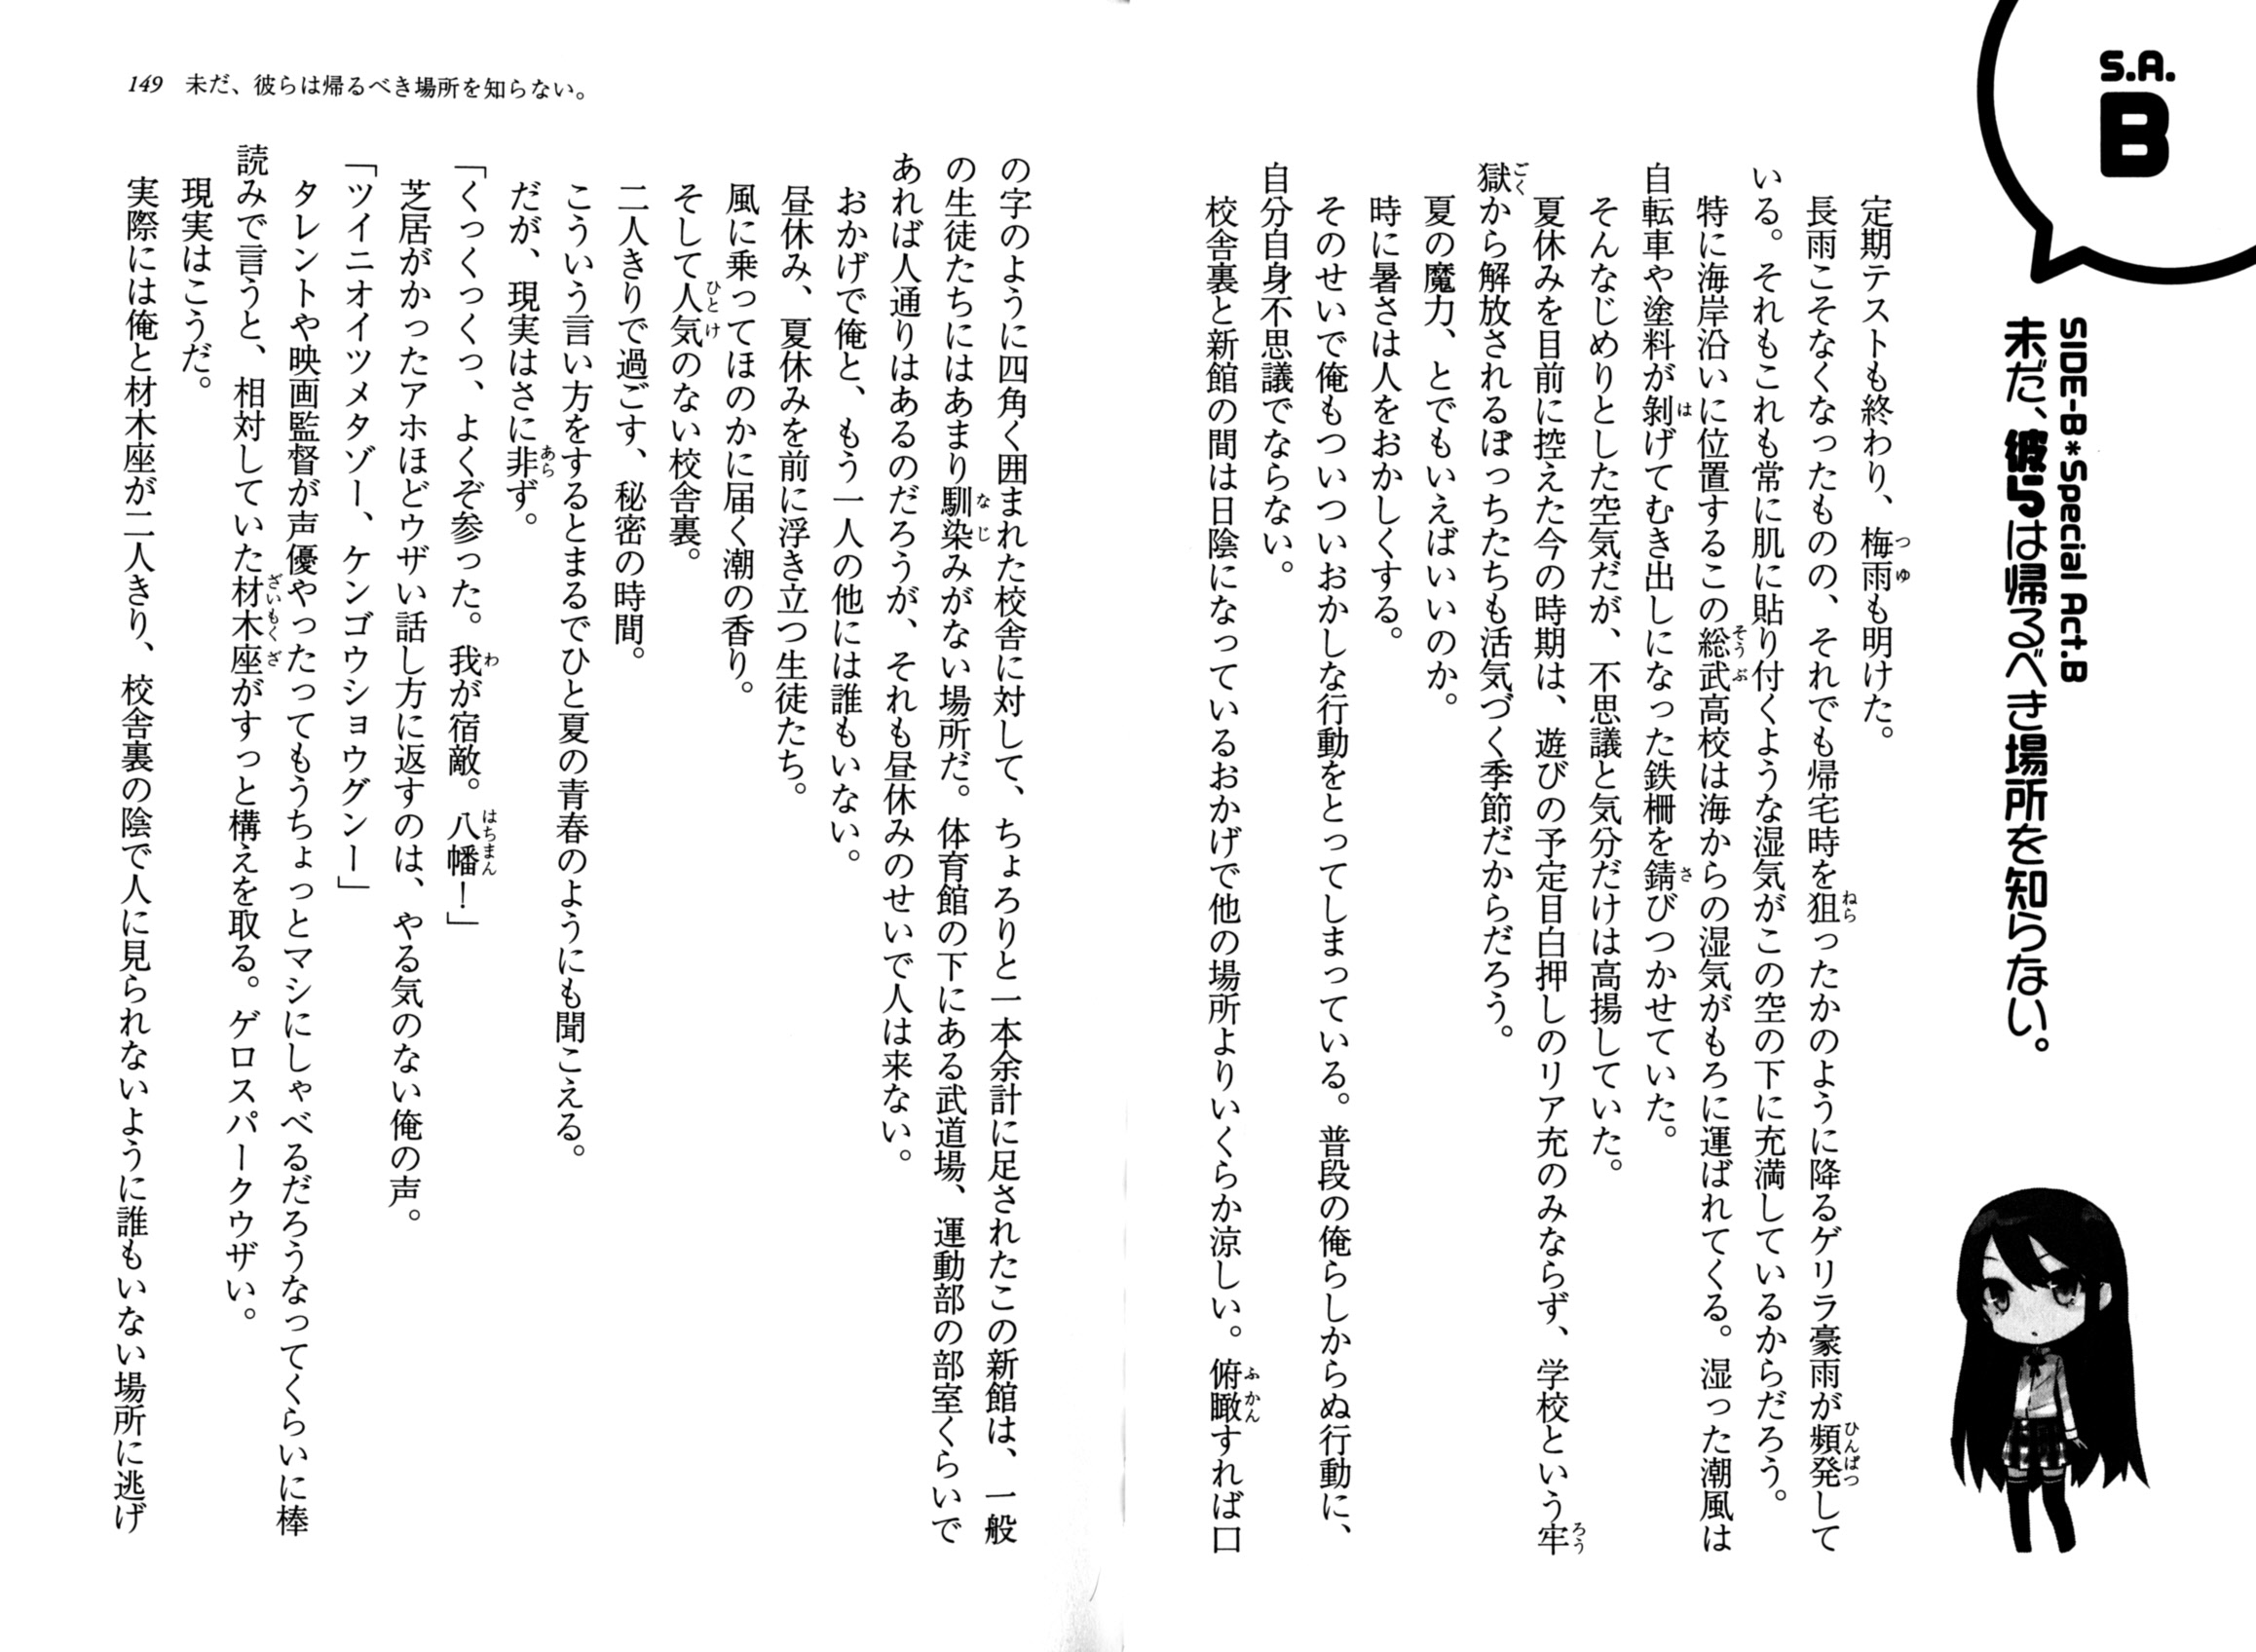 S.A.
B
SIDE-B*Special Act.B
未だ、彼らは帰るべき場所を知らない。
定期テストも終わり、梅雨も明けた。
長雨こそなくなったものの、それでも帰宅時を狙ったかのように降るゲリラ豪雨が頻発して
いる。それもこれも常に肌に貼り付くような湿気がこの空の下に充満しているからだろう。
特に海岸沿いに位置するこの総武高校は海からの湿気がもろに運ばれてくる。湿った潮風は
自転車や塗料が剝げてむき出しになった鉄柵を錆びつかせていた。
そんなじめりとした空気だが、不思議と気分だけは高揚していた。
夏休みを目前に控えた今の時期は、遊びの予定目白押しのリア充のみならず、学校という牢
獄から解放されるぼっちたちも活気づく季節だからだろう。
夏の魔力、とでもいえばいいのか。
時に暑さは人をおかしくする。
そのせいで俺もついついおかしな行動をとってしまっている。普段の俺らしからぬ行動に、
自分自身不思議でならない。
校舎裏と新館の間は日陰になっているおかげで他の場所よりいくらか涼しい。俯瞰すれば口
149 未だ、彼らは帰るべき場所を知らない。
の字のように四角く囲まれた校舎に対して、ちょろりと一本余計に足されたこの新館は、一般
の生徒たちにはあまり馴染みがない場所だ。体育館の下にある武道場、運動部の部室くらいで
あれば人通りはあるのだろうが、それも昼休みのせいで人は来ない。
おかげで俺と、もう一人の他には誰もいない。
昼休み、夏休みを前に浮き立つ生徒たち。
風に乗ってほのかに届く潮の香り。
そして人気のない校舎裏。
二人きりで過ごす、秘密の時間。
こういう言い方をするとまるでひと夏の青春のようにも聞こえる。
だが、現実はさに非ず。
「くっくっくっ、よくぞ参った。我が宿敵。八幡！」
芝居がかったアホほどウザい話し方に返すのは、やる気のない俺の声。
「ツイニオイツメタゾー、ケンゴウショウグンー」
タレントや映画監督が声優やったってもうちょっとマシにしゃべるだろうなってくらいに棒
読みで言うと、相対していた材木座がすっと構えを取る。ゲロスパークウザい。
現実はこうだ。
実際には俺と材木座が二人きり、校舎裏の陰で人に見られないように誰もいない場所に逃げ